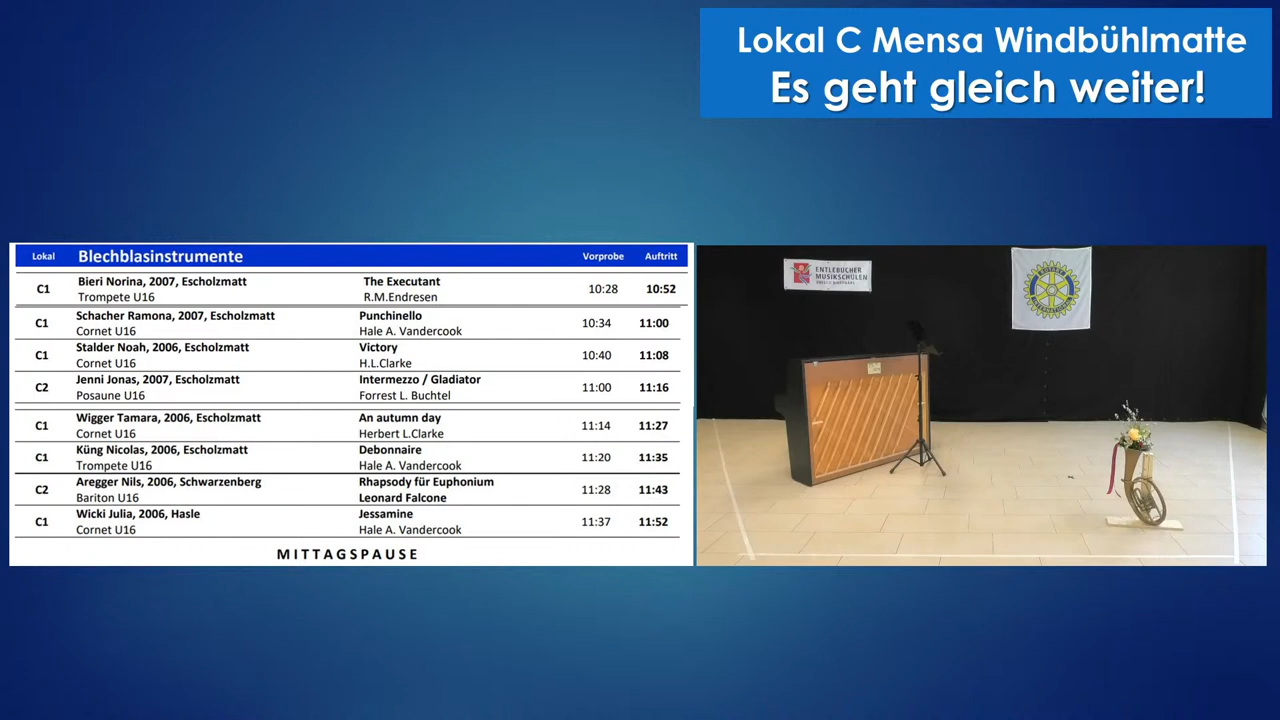 Lokal C Mensa Windbühlmatte
Es geht gleich weiter!
Lokal Blechblasinstrumente Vorprobe Auftritt
C1 Bieri Norina, 2007, Escholzmatt The Executant 10:28 10:52
Trompete U16 R.M.Endresen
C1 Schacher Ramona, 2007, Escholzmatt Punchinello 10:34 11:00
Cornet U16 Hale A. Vandercook
C1 Stalder Noah, 2006, Escholzmatt Victory 10:40 11:08
Cornet U16 H.L.Clarke
C2 Jenni Jonas, 2007, Escholzmatt Intermezzo / Gladiator 11:00 11:16
Posaune U16 Forrest L. Buchtel
C1 Wigger Tamara, 2006, Escholzmatt An autumn day 11:14 11:27
Cornet U16 Herbert L.Clarke
C1 Küng Nicolas, 2006, Escholzmatt Debonnaire 11:20 11:35
Trompete U16 Hale A. Vandercook
C2 Aregger Nils, 2006, Schwarzenberg Rhapsody für Euphonium 11:28 11:43
Bariton U16 Leonard Falcone
C1 Wicki Julia, 2006, Hasle Jessamine 11:37 11:52
Cornet U16 Hale A. Vandercook
MITTAGSPAUSE
ENTLEBUCHER
MUSIKSCHULEN
ROTARY
INTERNATIONAL